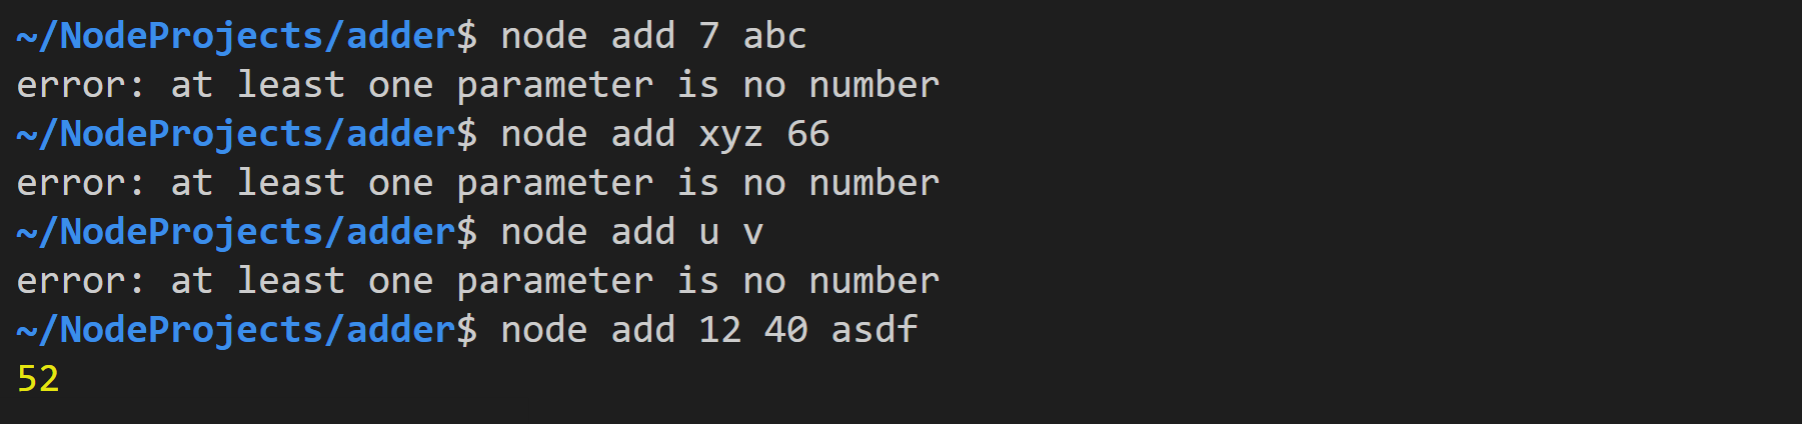 ~/NodeProjects/adder$ node add 7 abc
error: at least one parameter is no number
~/NodeProjects/adder$ node add xyz 66
error: at least one parameter is no number
~/NodeProjects/adder$ node add u v
error: at least one parameter is no number
~/NodeProjects/adder$ node add 12 40 asdf
52